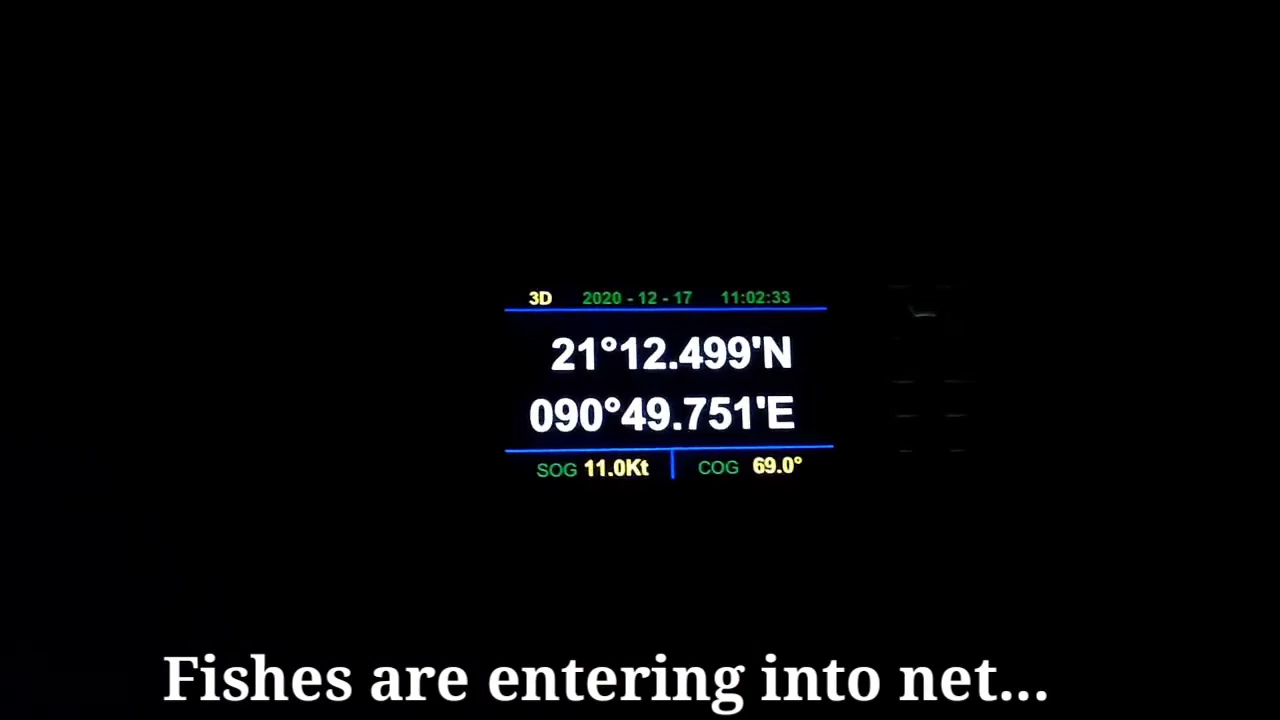 3D 2020 - 12 - 17 11:02:33
21°12.499'N
090°49.751'E
SOG 11.0Kt COG 69.0°
Fishes are entering into net...